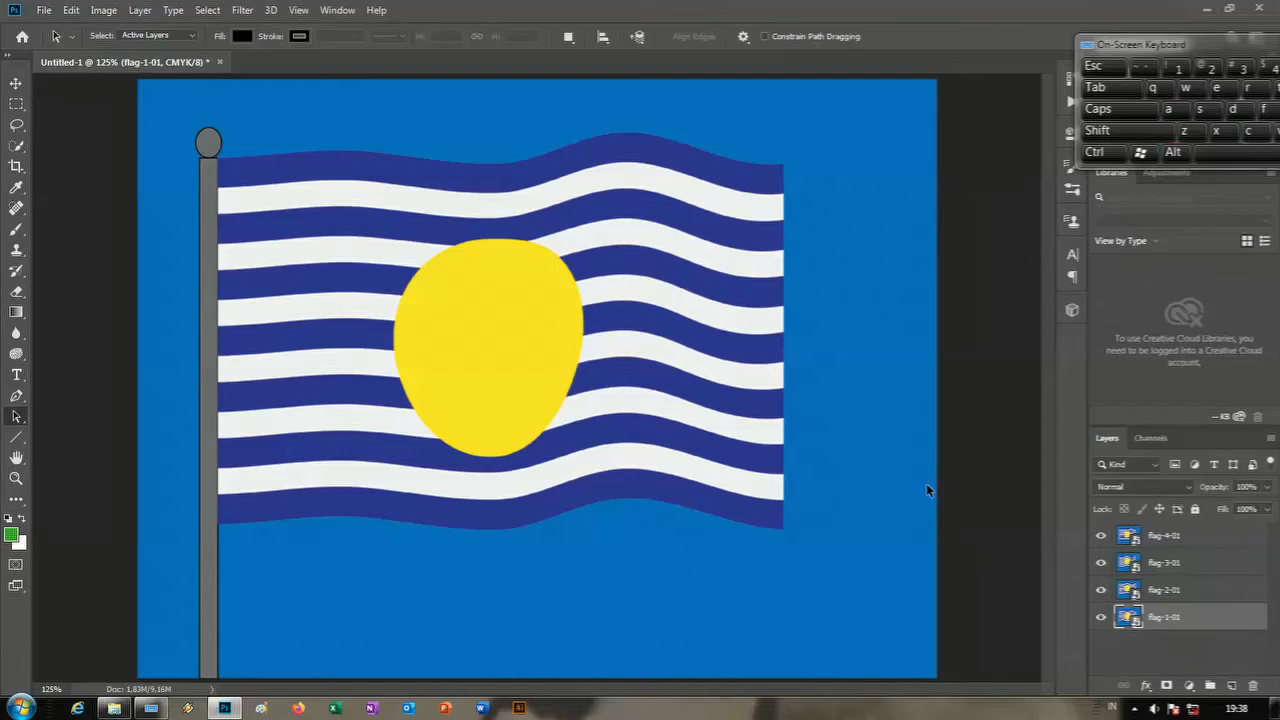 Ps File Edit Image Layer Type Select Filter 3D View Window Help
Select: Active Layers Fill: Stroke: W: H: Align Edges Constrain Path Dragging
Untitled-1 @ 125% (flag-1-01, CMYK/8) * ×
On-Screen Keyboard
Esc 1 2 3 4
Tab q w e r
Caps a s d f
Shift z x c
Ctrl Alt
Libraries Adjustments
View by Type
To use Creative Cloud Libraries, you
need to be logged into a Creative Cloud
account.
-- KB
Layers Channels
Kind
Normal Opacity: 100%
Lock: Fill: 100%
flag-4-01
flag-3-01
flag-2-01
flag-1-01
125% Doc: 1,83M/9,16M
IN 19:38